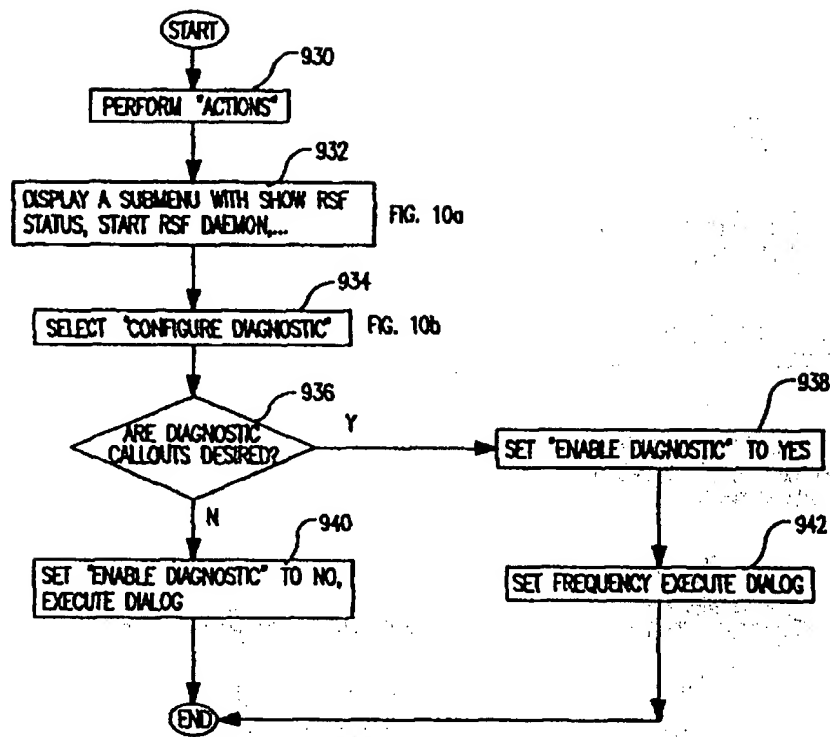 START
930
PERFORM "ACTIONS"
932
DISPLAY A SUBMENU WITH SHOW RSF
STATUS, START RSF DAEMON,...
FIG. 10a
934
SELECT "CONFIGURE DIAGNOSTIC"
FIG. 10b
936
ARE DIAGNOSTIC
CALLOUTS DESIRED?
Y
938
SET "ENABLE DIAGNOSTIC" TO YES
N
940
SET "ENABLE DIAGNOSTIC" TO NO,
EXECUTE DIALOG
942
SET FREQUENCY EXECUTE DIALOG
END